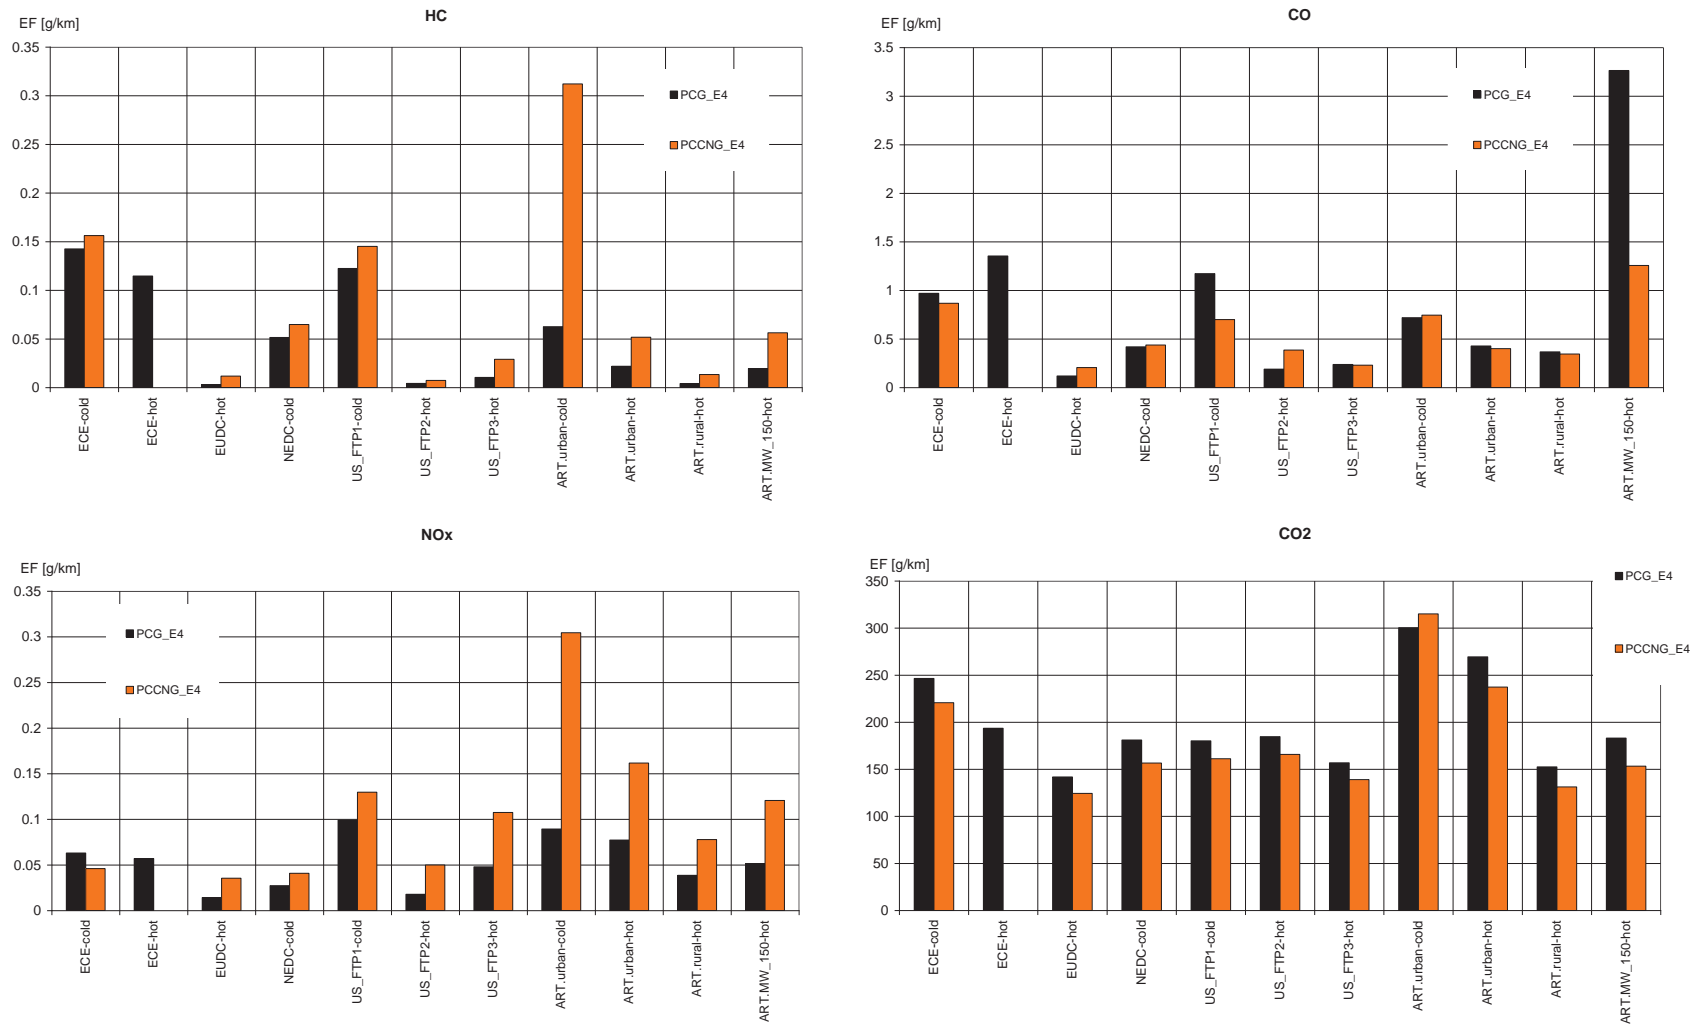 HC
EF [g/km]
0.35
0.3
0.25
0.2
0.15
0.1
0.05
0
PCG_E4
PCCNG_E4
ECE-cold
ECE-hot
EUDC-hot
NEDC-cold
US_FTP1-cold
US_FTP2-hot
US_FTP3-hot
ART.urban-cold
ART.urban-hot
ART.rural-hot
ART.MW_150-hot
CO
EF [g/km]
3.5
3
2.5
2
1.5
1
0.5
0
PCG_E4
PCCNG_E4
ECE-cold
ECE-hot
EUDC-hot
NEDC-cold
US_FTP1-cold
US_FTP2-hot
US_FTP3-hot
ART.urban-cold
ART.urban-hot
ART.rural-hot
ART.MW_150-hot
NOx
EF [g/km]
0.35
0.3
0.25
0.2
0.15
0.1
0.05
0
PCG_E4
PCCNG_E4
ECE-cold
ECE-hot
EUDC-hot
NEDC-cold
US_FTP1-cold
US_FTP2-hot
US_FTP3-hot
ART.urban-cold
ART.urban-hot
ART.rural-hot
ART.MW_150-hot
CO2
EF [g/km]
350
300
250
200
150
100
50
0
PCG_E4
PCCNG_E4
ECE-cold
ECE-hot
EUDC-hot
NEDC-cold
US_FTP1-cold
US_FTP2-hot
US_FTP3-hot
ART.urban-cold
ART.urban-hot
ART.rural-hot
ART.MW_150-hot